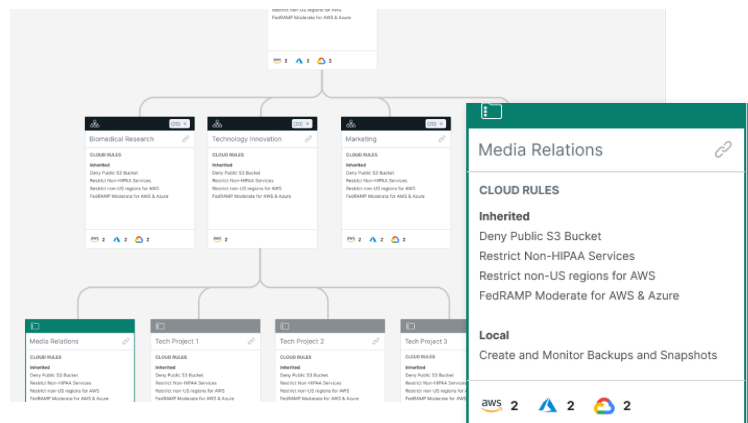 Restrict non-US regions for AWS
FedRAMP Moderate for AWS & Azure
aws 2 2 2
(20)
Biomedical Research
CLOUD RULES
Inherited
Deny Public S3 Bucket
Restrict Non-HIPAA Services
Restrict non-US regions for AWS
FedRAMP Moderate for AWS & Azure
aws 2 2 2
(20)
Technology Innovation
CLOUD RULES
Inherited
Deny Public S3 Bucket
Restrict Non-HIPAA Services
Restrict non-US regions for AWS
FedRAMP Moderate for AWS & Azure
aws 2
(20)
Marketing
CLOUD RULES
Inherited
Deny Public S3 Bucket
Restrict Non-HIPAA Services
Restrict non-US regions for AWS
FedRAMP Moderate for AWS & Azure
aws 2 2 2
Media Relations
CLOUD RULES
Inherited
Deny Public S3 Bucket
Restrict Non-HIPAA Services
Restrict non-US regions for AWS
FedRAMP Moderate for AWS & Azure
Tech Project 1
CLOUD RULES
Inherited
Deny Public S3 Bucket
Restrict Non-HIPAA Services
Restrict non-US regions for AWS
FedRAMP Moderate for AWS & Azure
Tech Project 2
CLOUD RULES
Inherited
Deny Public S3 Bucket
Restrict Non-HIPAA Services
Restrict non-US regions for AWS
FedRAMP Moderate for AWS & Azure
Tech Project 3
CLOUD RULES
Inherited
Deny Public S3 Bucket
Restrict Non-HIPAA
Restrict non-US reg
FedRAMP Moderate
Media Relations
CLOUD RULES
Inherited
Deny Public S3 Bucket
Restrict Non-HIPAA Services
Restrict non-US regions for AWS
FedRAMP Moderate for AWS & Azure
Local
Create and Monitor Backups and Snapshots
aws 2 2 2